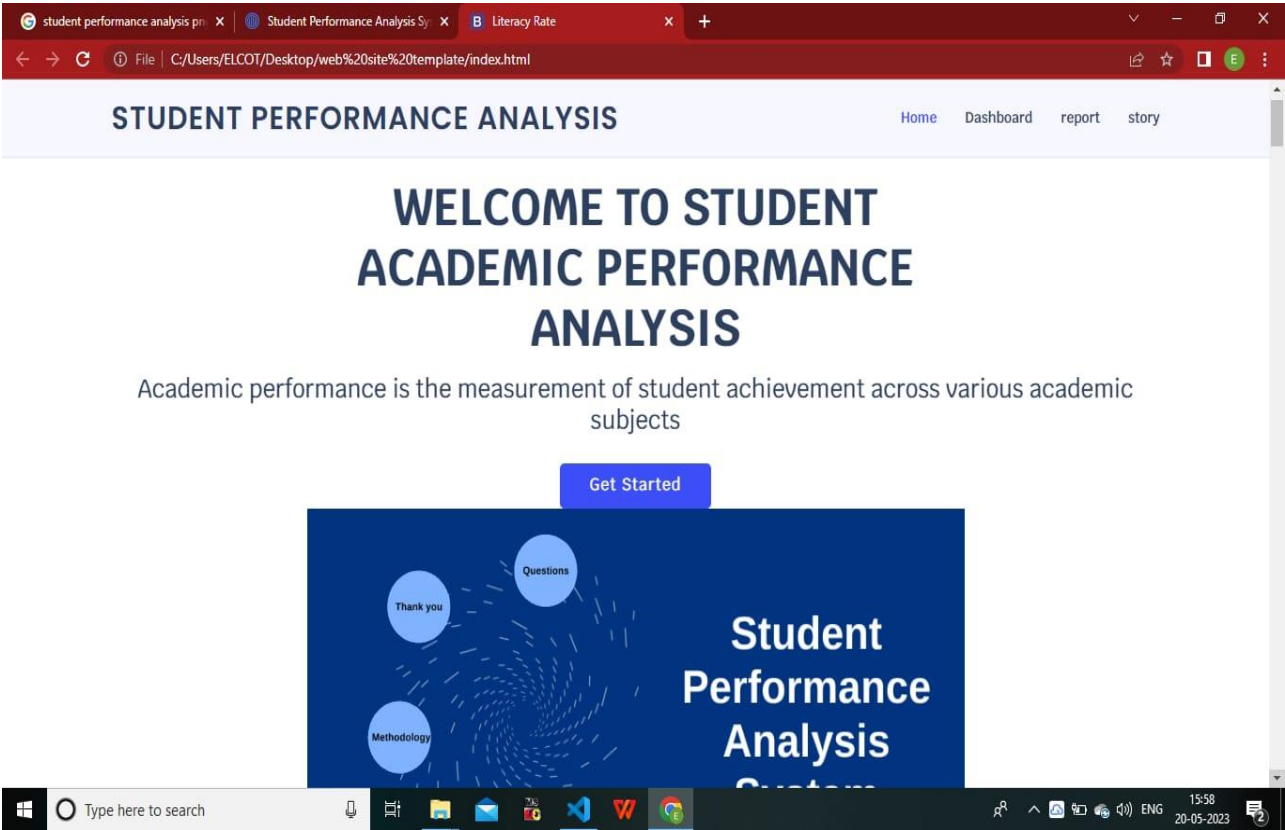 student performance analysis pr
Student Performance Analysis Sy
Literacy Rate
File | C:/Users/ELCOT/Desktop/web%20site%20template/index.html
E
STUDENT PERFORMANCE ANALYSIS
Home Dashboard report story
WELCOME TO STUDENT
ACADEMIC PERFORMANCE
ANALYSIS
Academic performance is the measurement of student achievement across various academic
subjects
Get Started
Questions
Thank you
Methodology
Student
Performance
Analysis
System
Type here to search
ENG
15:58
20-05-2023
2